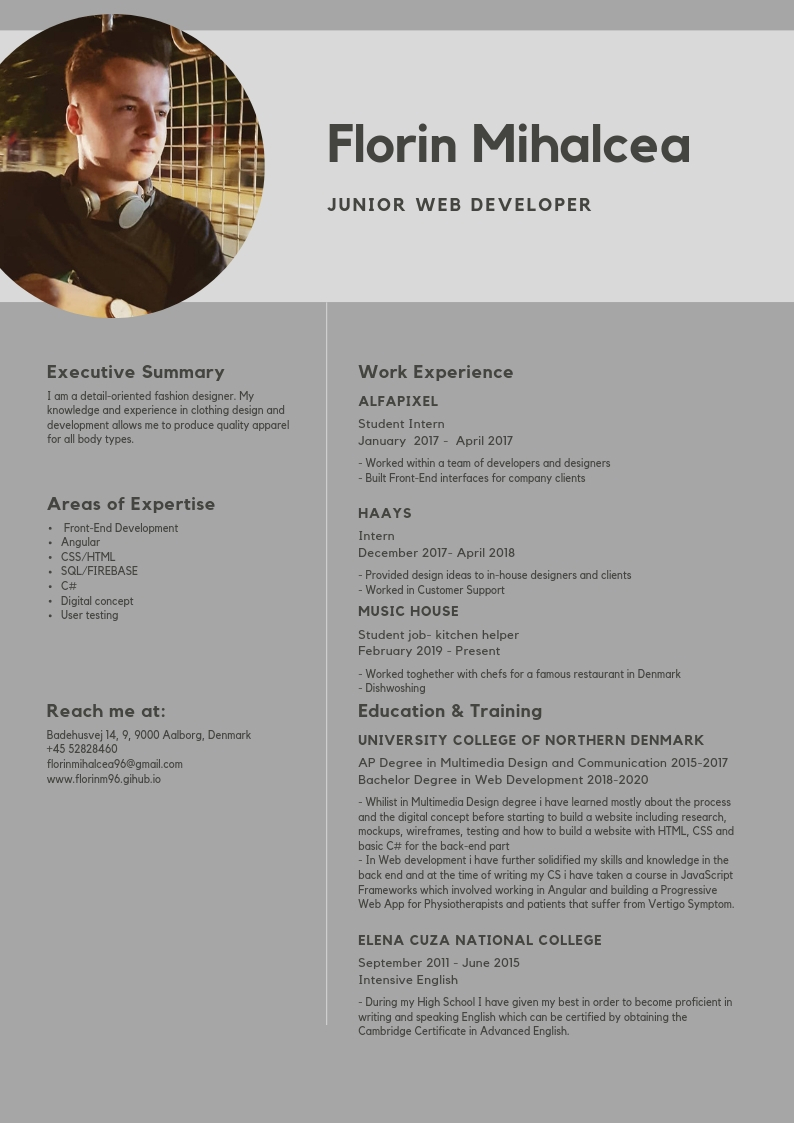 Florin Mihalcea
JUNIOR WEB DEVELOPER
Executive Summary
I am a detail-oriented fashion designer. My
knowledge and experience in clothing design and
development allows me to produce quality apparel
for all body types.
Areas of Expertise
• Front-End Development
• Angular
• CSS/HTML
• SQL/FIREBASE
• C#
• Digital concept
• User testing
Reach me at:
Badehusvej 14, 9, 9000 Aalborg, Denmark
+45 52828460
florinmihalcea96@gmail.com
www.florinm96.gihub.io
Work Experience
ALFAPIXEL
Student Intern
January 2017 - April 2017
- Worked within a team of developers and designers
- Built Front-End interfaces for company clients
HAAYS
Intern
December 2017- April 2018
- Provided design ideas to in-house designers and clients
- Worked in Customer Support
MUSIC HOUSE
Student job- kitchen helper
February 2019 - Present
- Worked toghether with chefs for a famous restaurant in Denmark
- Dishwoshing
Education & Training
UNIVERSITY COLLEGE OF NORTHERN DENMARK
AP Degree in Multimedia Design and Communication 2015-2017
Bachelor Degree in Web Development 2018-2020
- Whilist in Multimedia Design degree i have learned mostly about the process
and the digital concept before starting to build a website including research,
mockups, wireframes, testing and how to build a website with HTML, CSS and
basic C# for the back-end part
- In Web development i have further solidified my skills and knowledge in the
back end and at the time of writing my CS i have taken a course in JavaScript
Frameworks which involved working in Angular and building a Progressive
Web App for Physiotherapists and patients that suffer from Vertigo Symptom.
ELENA CUZA NATIONAL COLLEGE
September 2011 - June 2015
Intensive English
- During my High School I have given my best in order to become proficient in
writing and speaking English which can be certified by obtaining the
Cambridge Certificate in Advanced English.